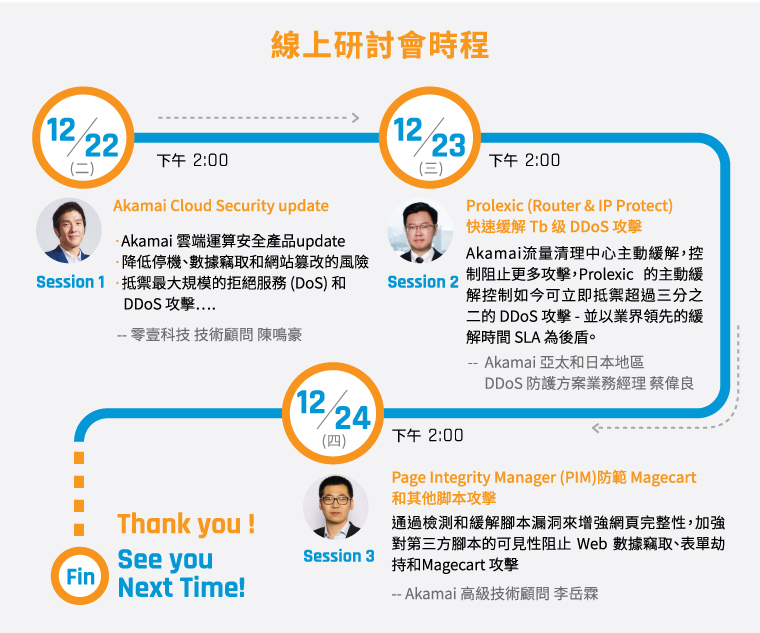 線上研討會時程
12/22
(二)
下午 2:00
Session 1
Akamai Cloud Security update
·Akamai 雲端運算安全產品update
·降低停機、數據竊取和網站篡改的風險
·抵禦最大規模的拒絕服務 (DoS) 和
DDoS 攻擊....
-- 零壹科技 技術顧問 陳鳴豪
12/23
(三)
下午 2:00
Session 2
Prolexic (Router & IP Protect)
快速缓解 Tb 级 DDoS 攻擊
Akamai流量清理中心主動緩解,控
制阻止更多攻擊,Prolexic 的主動緩
解控制如今可立即抵禦超過三分之
二的 DDoS 攻擊 - 並以業界領先的緩
解時間 SLA 為後盾。
-- Akamai 亞太和日本地區
DDoS 防護方案業務經理 蔡偉良
12/24
(四)
下午 2:00
Session 3
Page Integrity Manager (PIM)防範 Magecart
和其他脚本攻擊
通過檢測和緩解腳本漏洞來增強網頁完整性,加強
對第三方腳本的可見性阻止 Web 數據竊取、表單劫
持和Magecart 攻擊
-- Akamai 高級技術顧問 李岳霖
Thank you !
See you
Next Time!
Fin